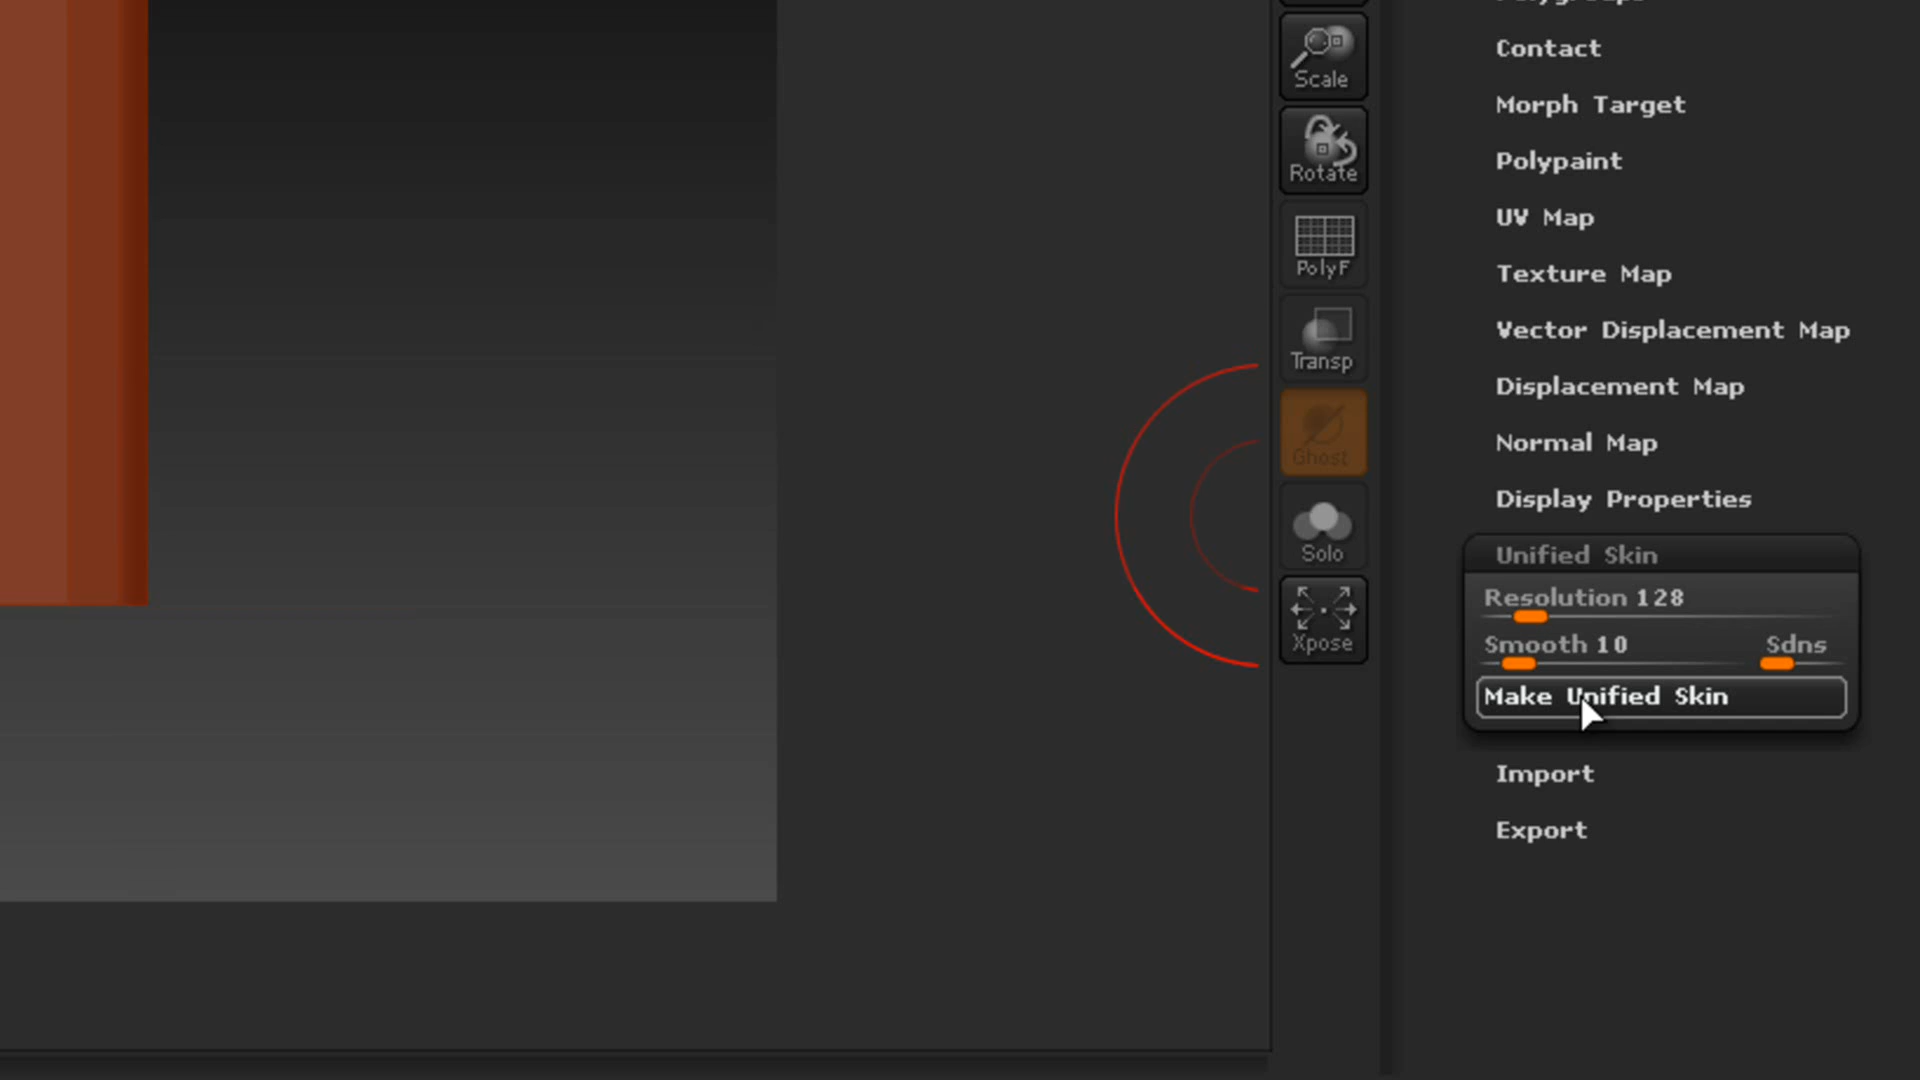 Scale
Rotate
PolyF
Transp
Ghost
Solo
Xpose
Contact
Morph Target
Polypaint
UV Map
Texture Map
Vector Displacement Map
Displacement Map
Normal Map
Display Properties
Unified Skin
Resolution 128
Smooth 10 Sdns
Make Unified Skin
Import
Export